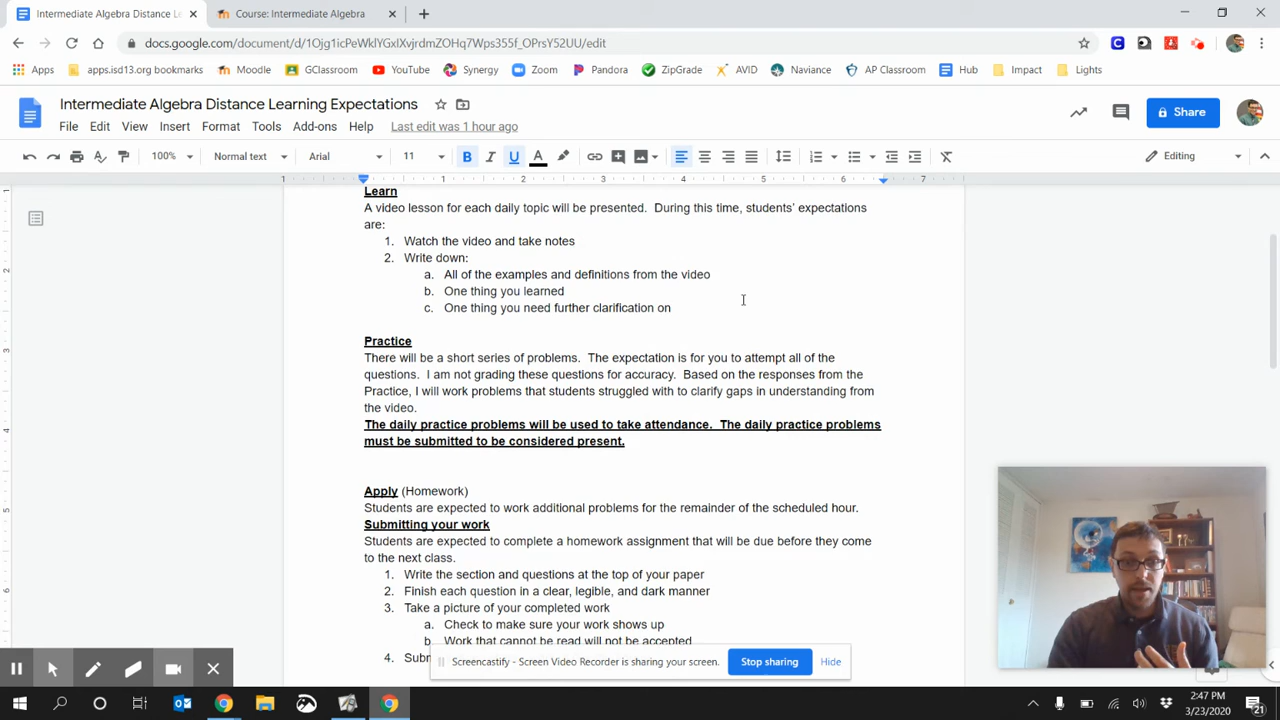 Intermediate Algebra Distance Le
Course: Intermediate Algebra
docs.google.com/document/d/1Ojg1icPeWklYGxIXvjrdmZOHq7Wps355f_OPrsY52UU/edit
Apps apps.isd13.org bookmarks Moodle GClassroom YouTube Synergy Zoom Pandora ZipGrade AVID Naviance AP Classroom Hub Impact Lights
Intermediate Algebra Distance Learning Expectations
Share
File Edit View Insert Format Tools Add-ons Help Last edit was 1 hour ago
100% Normal text Arial 11 B I U A Editing
1 1 2 3 4 5 6 7
Learn
A video lesson for each daily topic will be presented. During this time, students' expectations
are:
1. Watch the video and take notes
2. Write down:
a. All of the examples and definitions from the video
b. One thing you learned
c. One thing you need further clarification on
Practice
There will be a short series of problems. The expectation is for you to attempt all of the
questions. I am not grading these questions for accuracy. Based on the responses from the
Practice, I will work problems that students struggled with to clarify gaps in understanding from
the video.
The daily practice problems will be used to take attendance. The daily practice problems
must be submitted to be considered present.
Apply (Homework)
Students are expected to work additional problems for the remainder of the scheduled hour.
Submitting your work
Students are expected to complete a homework assignment that will be due before they come
to the next class.
1. Write the section and questions at the top of your paper
2. Finish each question in a clear, legible, and dark manner
3. Take a picture of your completed work
a. Check to make sure your work shows up
b. Work that cannot be read will not be accepted
4. Subm
Screencastify - Screen Video Recorder is sharing your screen. Stop sharing Hide
2:47 PM
3/23/2020
21